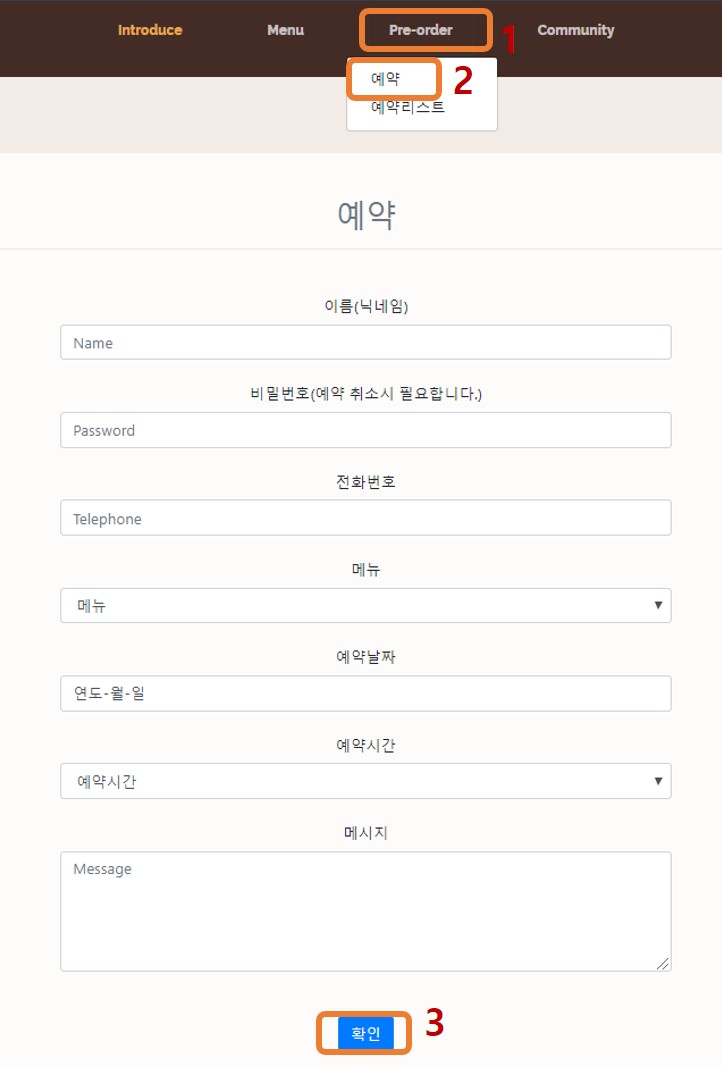 Introduce Menu Pre-order 1 Community
예약 2
예약리스트
예약
이름(닉네임)
Name
비밀번호(예약 취소시 필요합니다.)
Password
전화번호
Telephone
메뉴
메뉴
예약날짜
연도-월-일
예약시간
예약시간
메시지
Message
확인 3